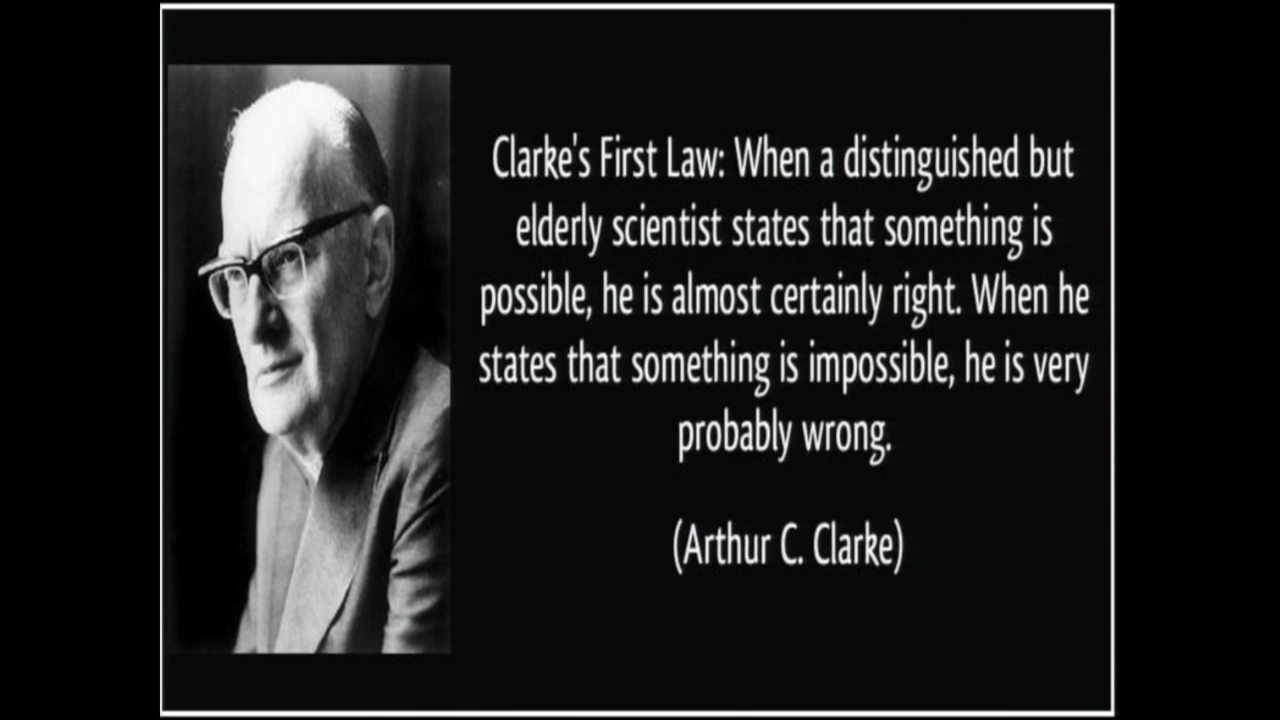 Clarke's First Law: When a distinguished but
elderly scientist states that something is
possible, he is almost certainly right. When he
states that something is impossible, he is very
probably wrong.
(Arthur C. Clarke)